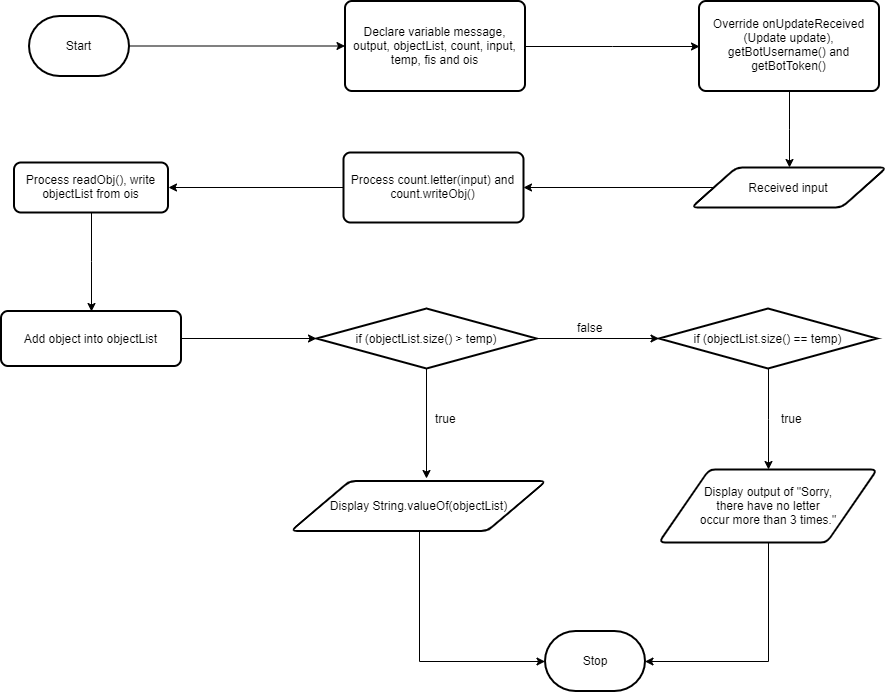 Start
Declare variable message,
output, objectList, count, input,
temp, fis and ois
Override onUpdateReceived
(Update update),
getBotUsername() and
getBotToken()
Received input
Process count.letter(input) and
count.writeObj()
Process readObj(), write
objectList from ois
Add object into objectList
if (objectList.size() > temp)
false
if (objectList.size() == temp)
true
true
Display String.valueOf(objectList)
Display output of "Sorry,
there have no letter
occur more than 3 times."
Stop